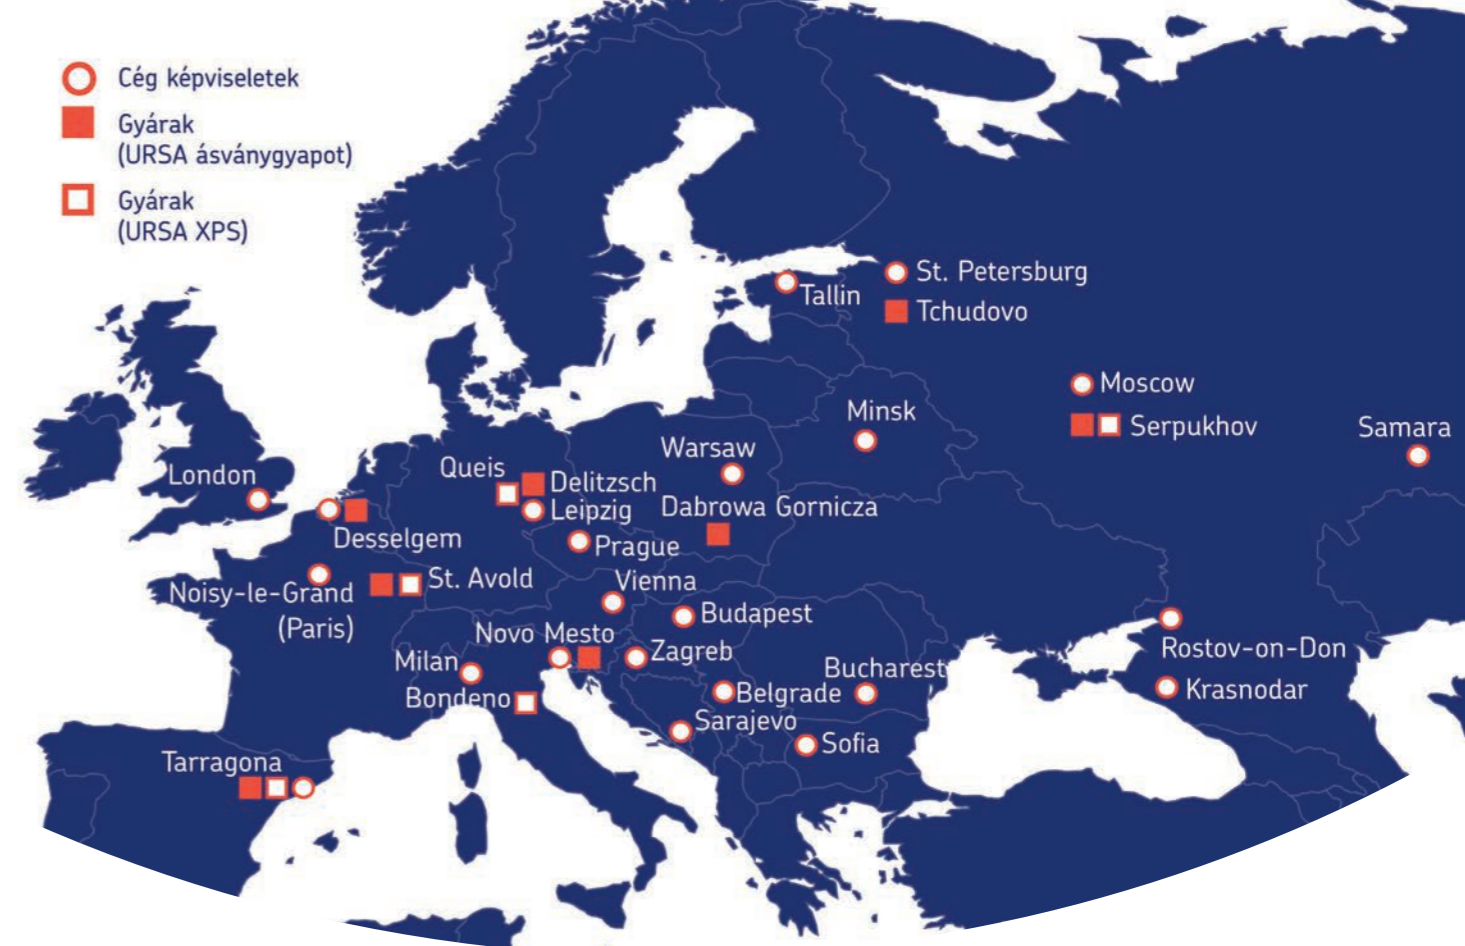 Cég képviseletek
Gyárak
(URSA ásványgyapot)
Gyárak
(URSA XPS)
St. Petersburg
Tallin
Tchudovo
Moscow
Minsk
Serpukhov
Samara
Warsaw
London
Queis
Delitzsch
Dabrowa Gornicza
Leipzig
Desselgem
Prague
St. Avold
Vienna
Noisy-le-Grand
(Paris)
Budapest
Novo Mesto
Zagreb
Rostov-on-Don
Milan
Bucharest
Bondeno
Belgrade
Krasnodar
Sarajevo
Sofia
Tarragona